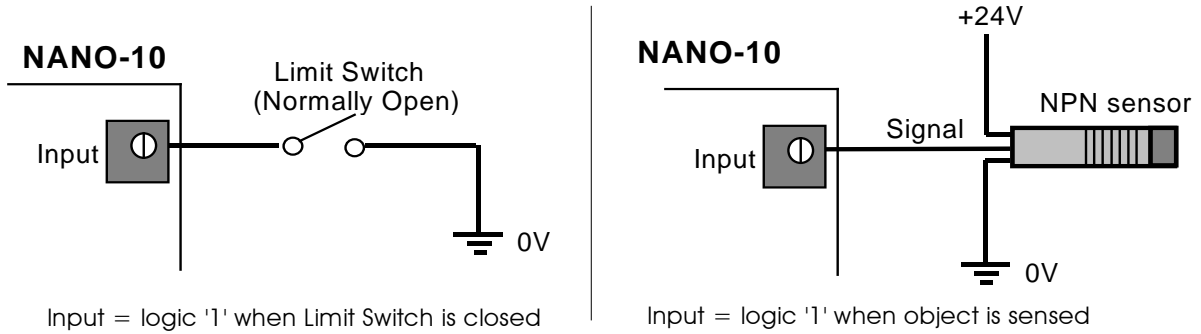 NANO-10
Limit Switch
(Normally Open)
Input
0V
Input = logic '1' when Limit Switch is closed
+24V
NANO-10
NPN sensor
Signal
Input
0V
Input = logic '1' when object is sensed